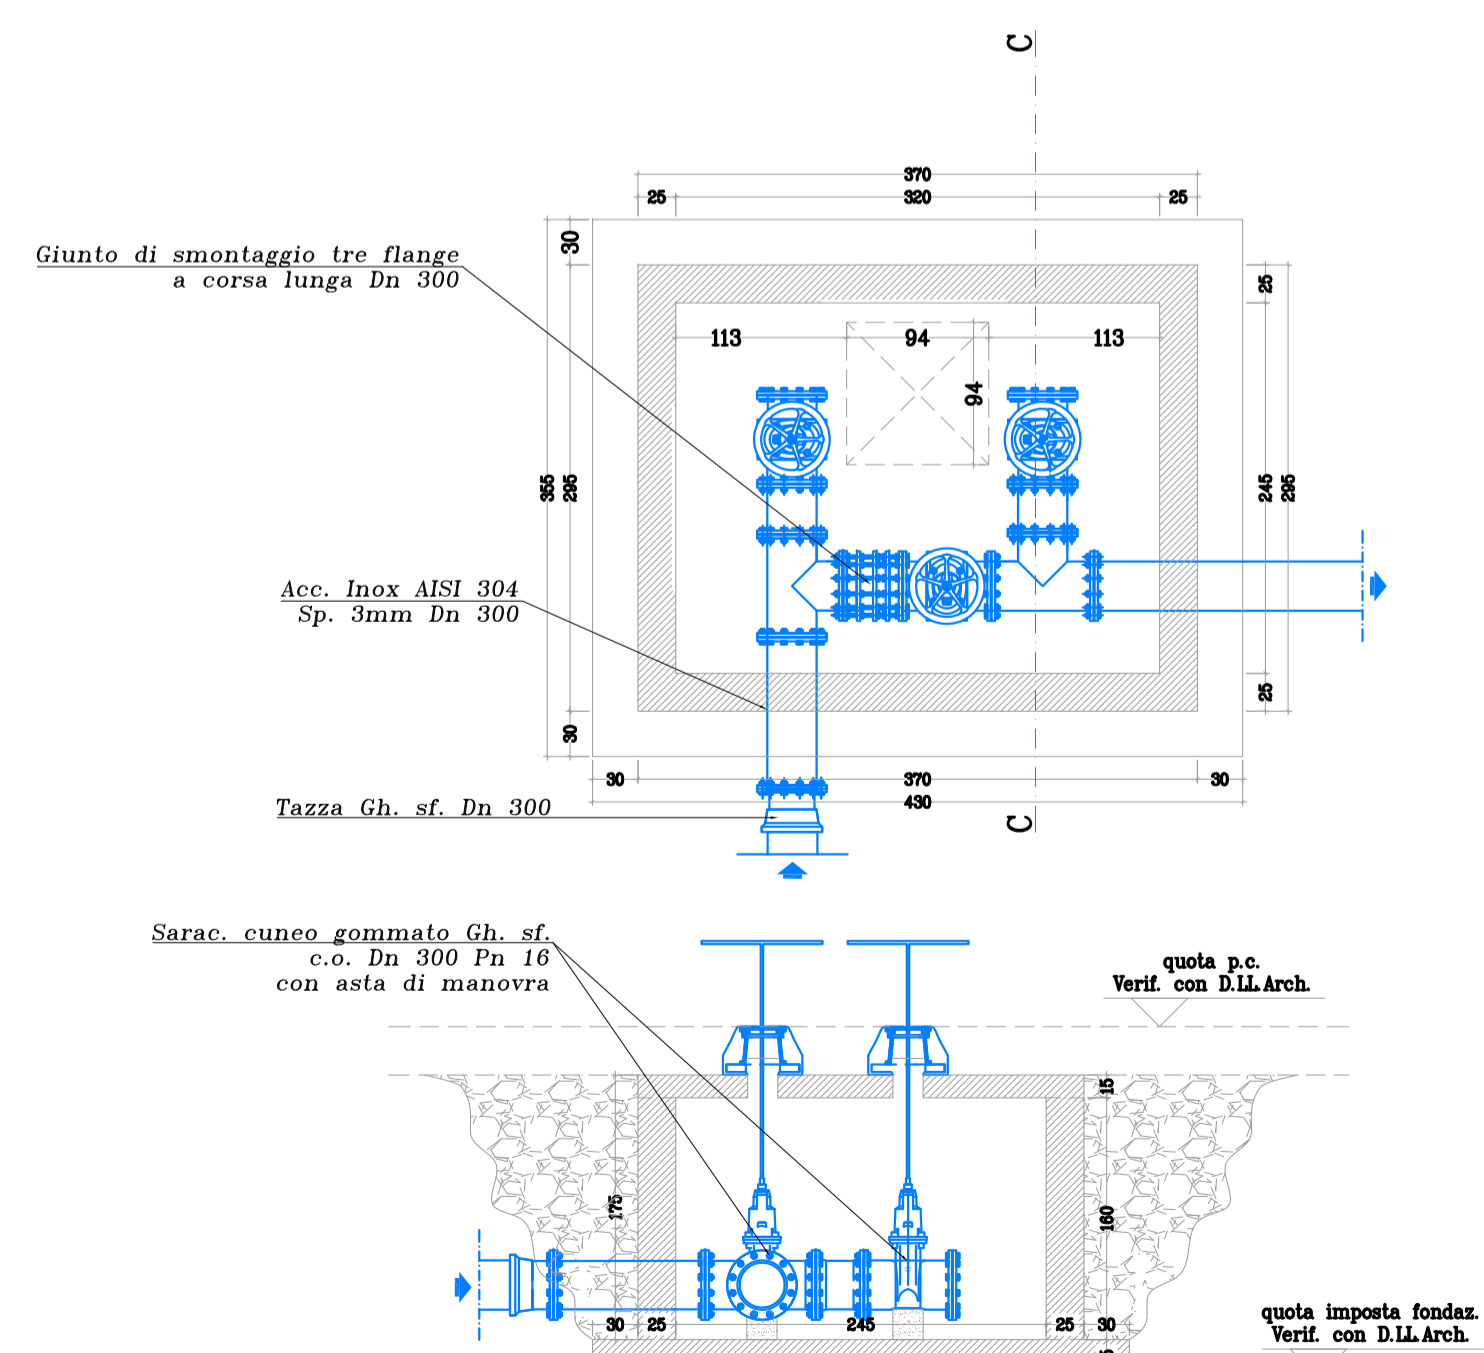 C
370
25
320
25
30
25
Giunto di smontaggio tre flange
a corsa lunga Dn 300
113
94
113
94
355
295
245
295
Acc. Inox AISI 304
Sp. 3mm Dn 300
25
30
30
370
30
430
Tazza Gh. sf. Dn 300
C
Sarac. cuneo gommato Gh. sf.
c.o. Dn 300 Pn 16
con asta di manovra
quota p.c.
Verif. con D.LL.Arch.
15
175
160
30
25
245
25
30
quota imposta fondaz.
Verif. con D.LL.Arch.